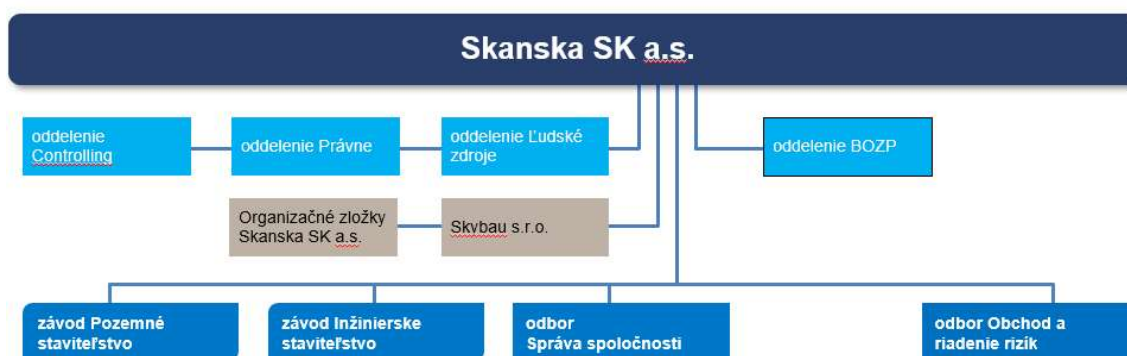 Skanska SK a.s.
oddelenie
Controlling
oddelenie Právne
oddelenie Ľudské
zdroje
oddelenie BOZP
Organizačné zložky
Skanska SK a.s.
Skvbau s.r.o.
závod Pozemné
staviteľstvo
závod Inžinierske
staviteľstvo
odbor
Správa spoločnosti
odbor Obchod a
riadenie rizík